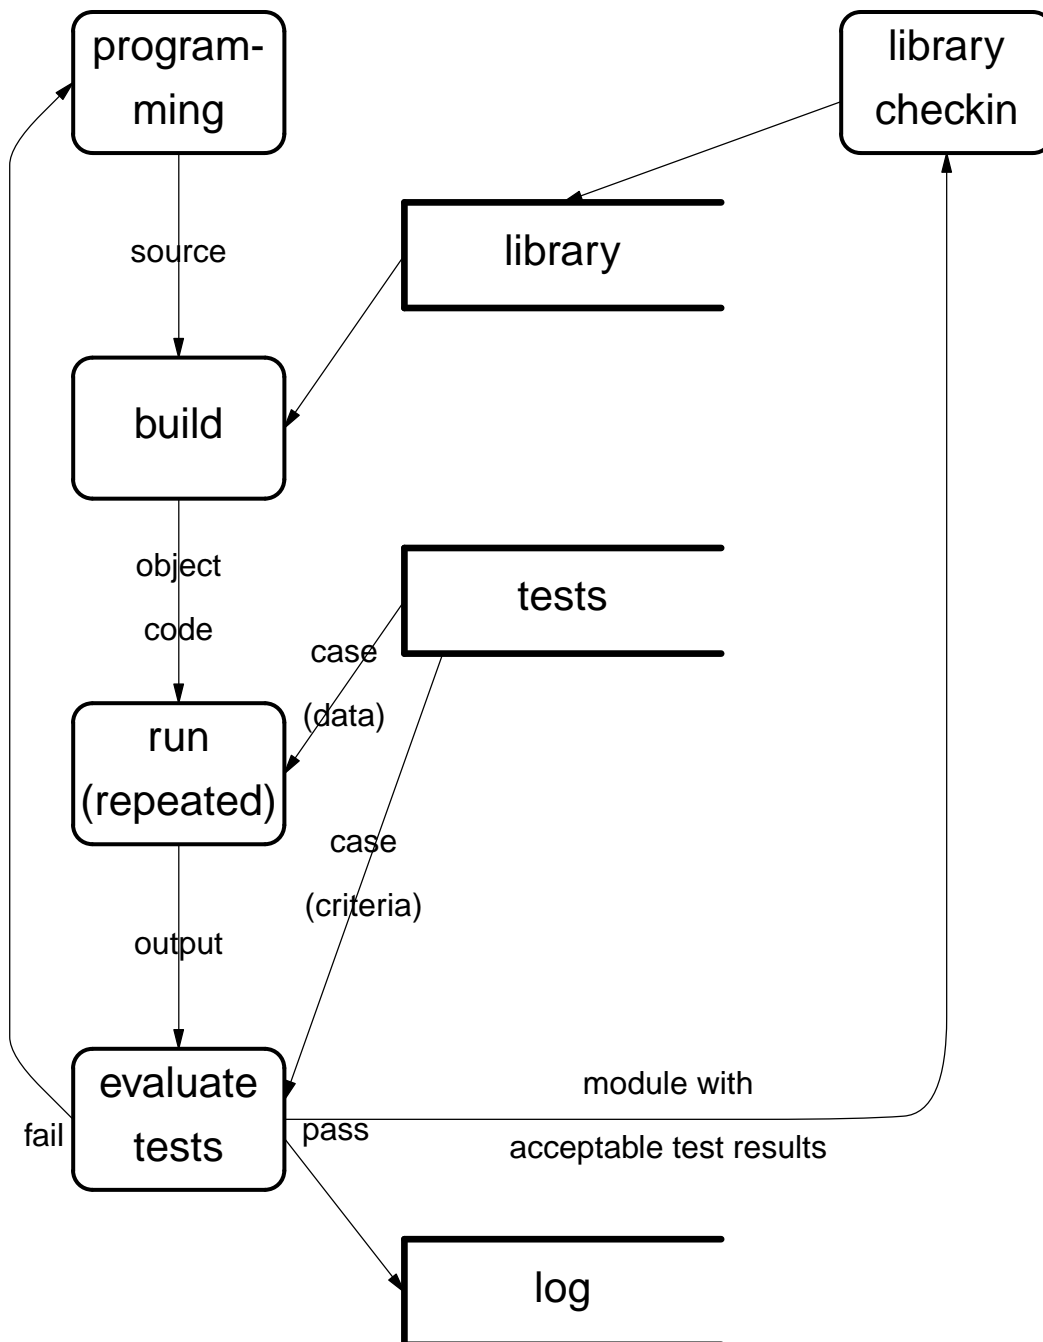 program-
ming
library
checkin
source
library
build
object
code
tests
case
(data)
run
(repeated)
case
(criteria)
output
evaluate
tests
fail
pass
module with
acceptable test results
log